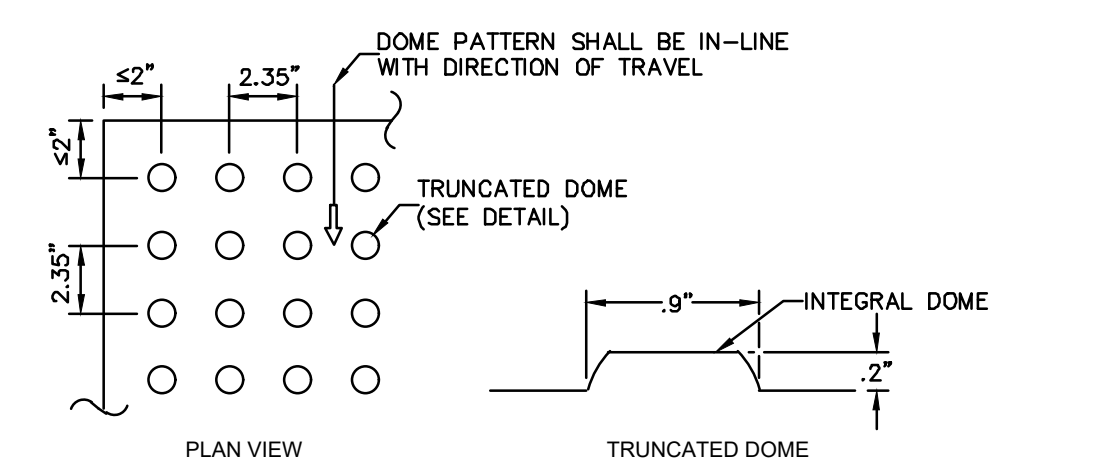 DOME PATTERN SHALL BE IN-LINE
WITH DIRECTION OF TRAVEL
≤2"
2.35"
≤2"
TRUNCATED DOME
(SEE DETAIL)
2.35"
.9"
INTEGRAL DOME
.2"
PLAN VIEW
TRUNCATED DOME